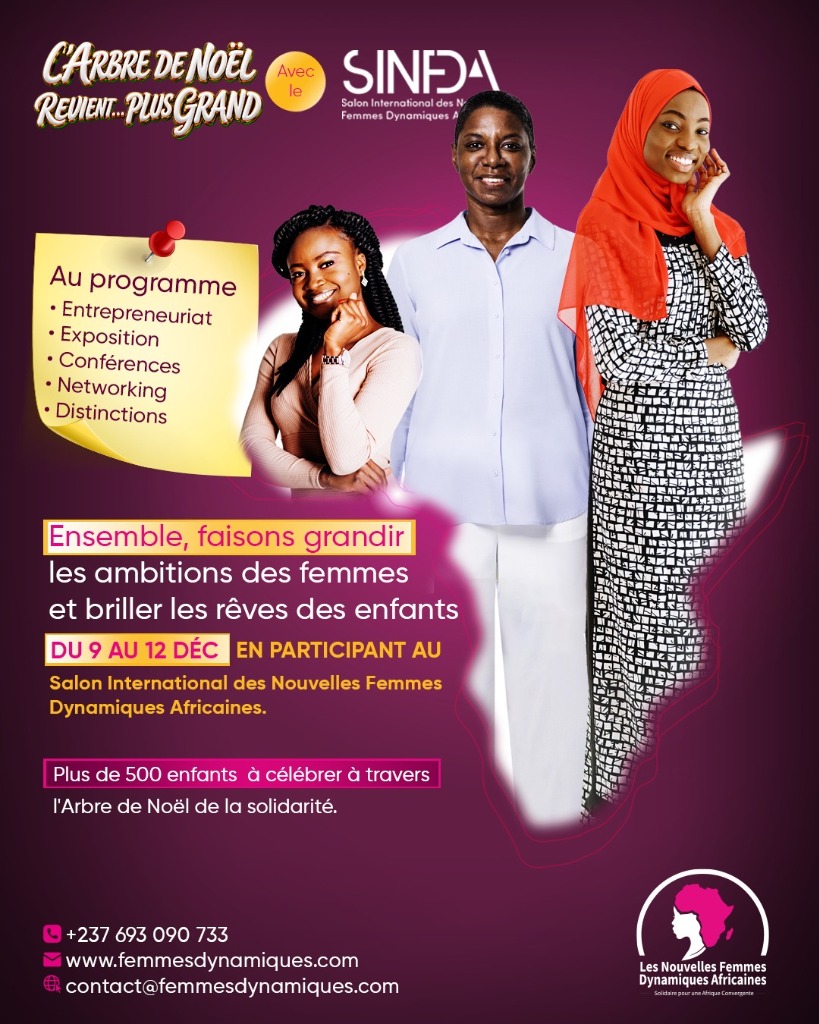 L'ARBRE DE NOËL
REVIENT... PLUS GRAND
Avec
le
SINFDA
Salon International des
Femmes Dynamiques
Au programme
• Entrepreneuriat
• Exposition
• Conférences
• Networking
• Distinctions
Ensemble, faisons grandir
les ambitions des femmes
et briller les rêves des enfants
DU 9 AU 12 DÉC EN PARTICIPANT AU
Salon International des Nouvelles Femmes
Dynamiques Africaines.
Plus de 500 enfants à célébrer à travers
l'Arbre de Noël de la solidarité.
+237 693 090 733
www.femmesdynamiques.com
contact@femmesdynamiques.com
Les Nouvelles Femmes
Dynamiques Africaines
Solidaire pour une Afrique Convergente